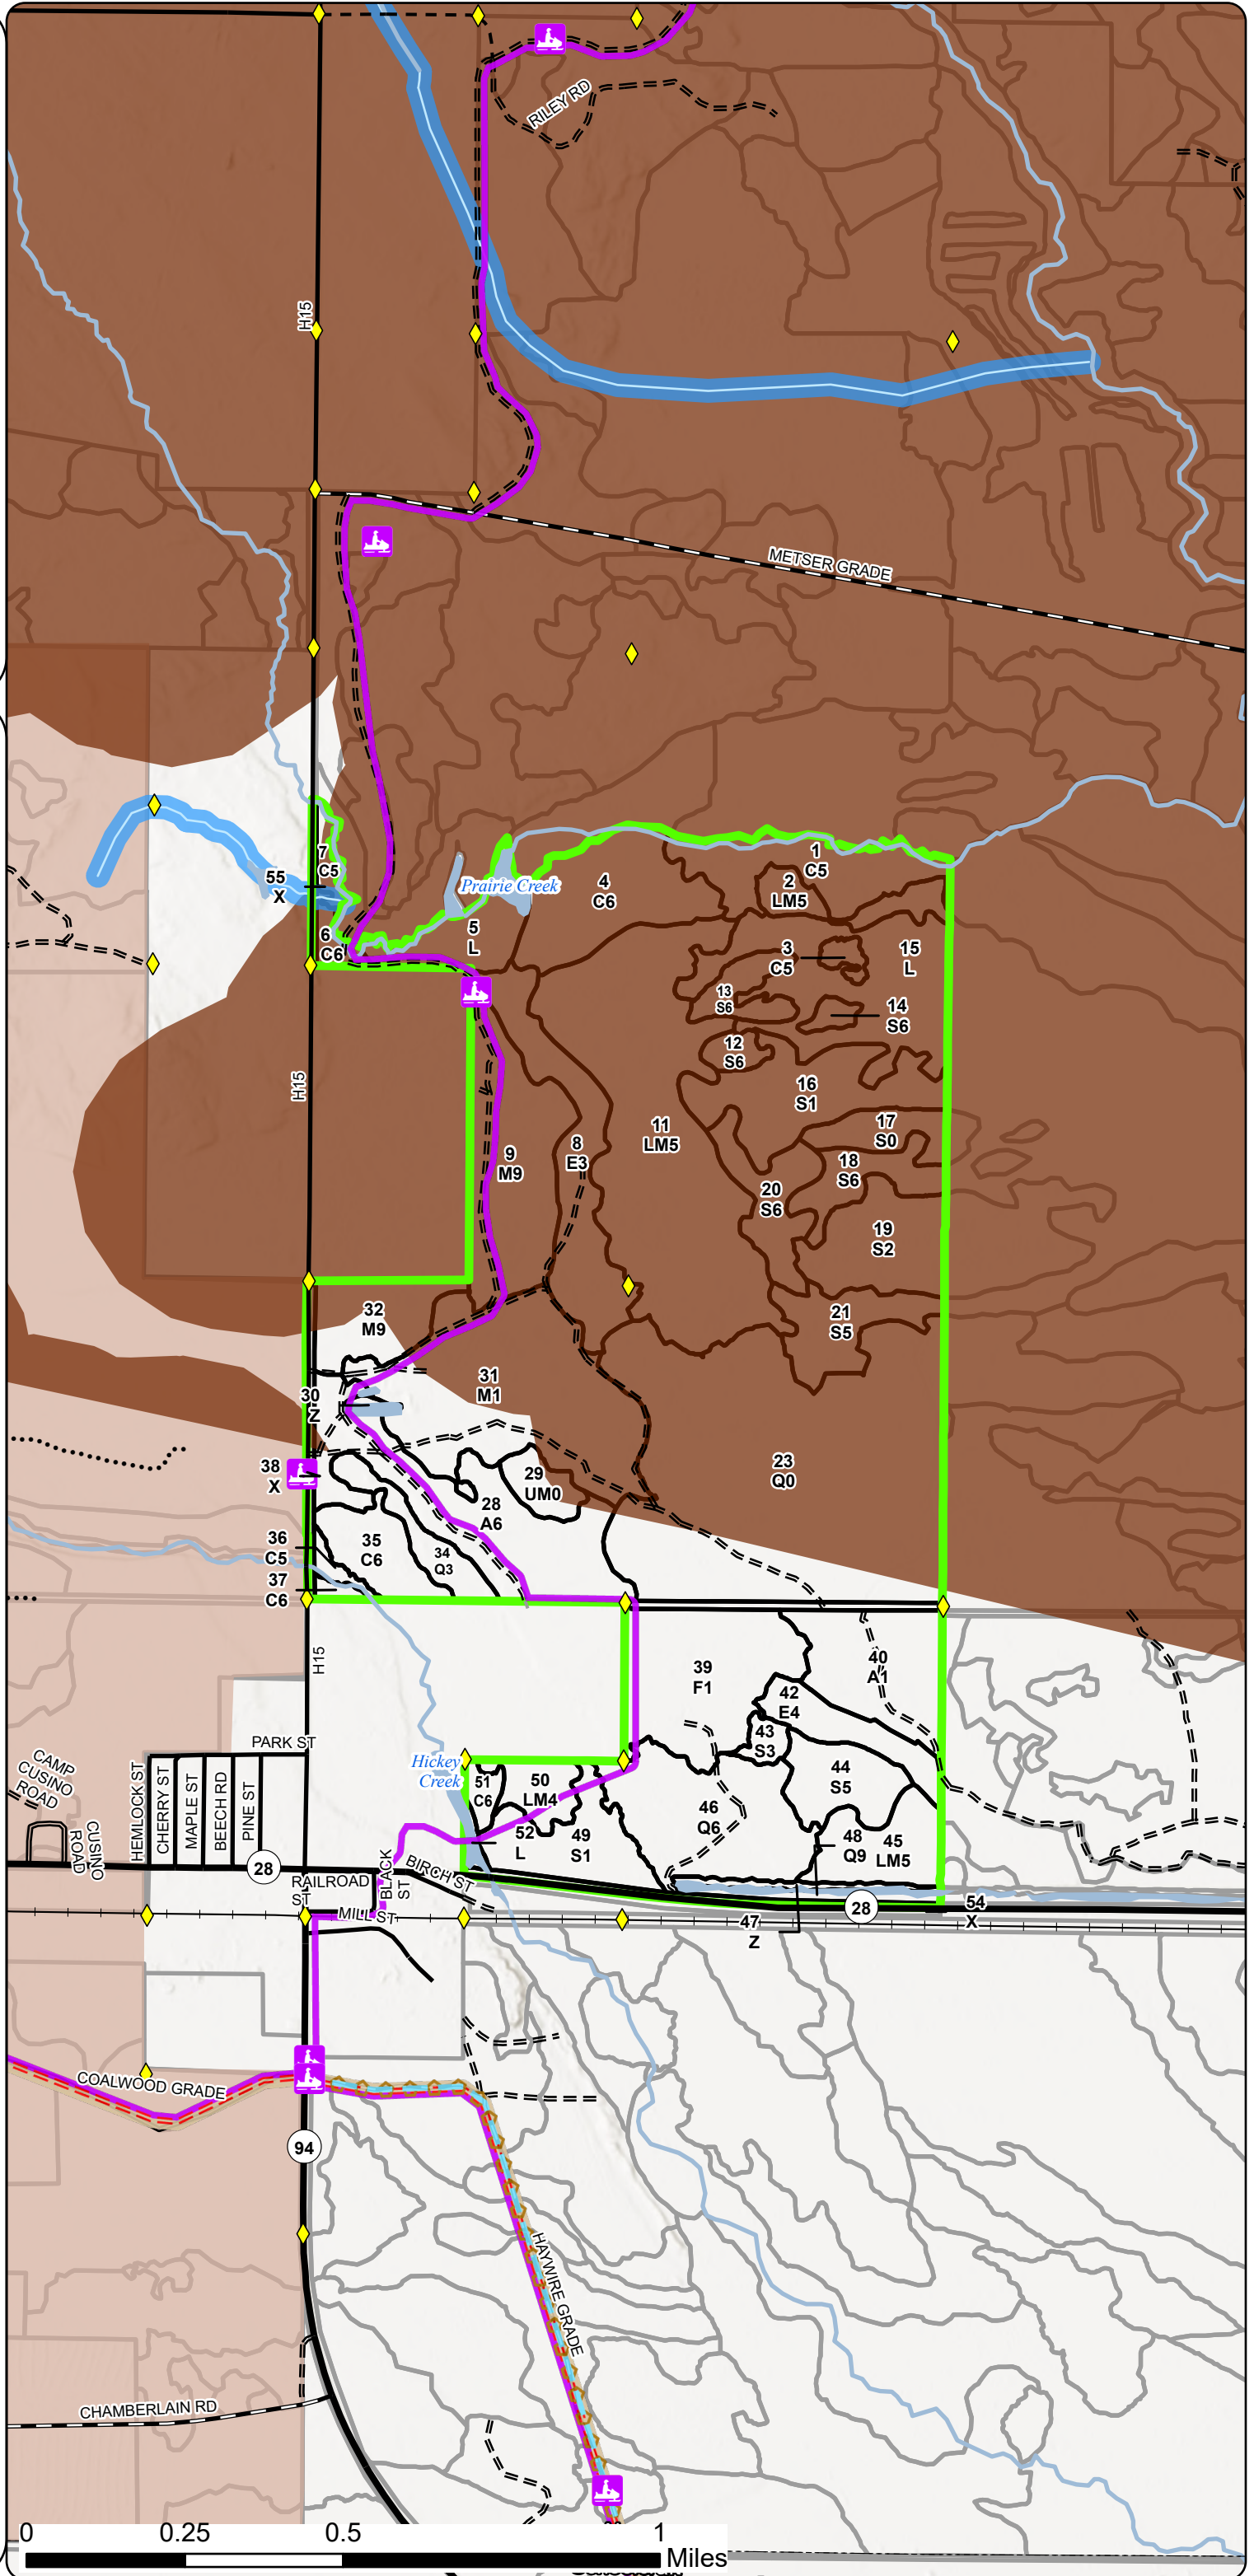 RILEY RD
H15
METSER GRADE
7
C5
55
X
Prairie Creek
1
C5
4
C6
2
LM5
5
L
6
C6
3
C5
15
L
13
S6
14
S6
12
S6
16
S1
H15
11
LM5
17
S0
8
E3
9
M9
18
S6
20
S6
19
S2
32
M9
21
S5
31
M1
30
Z
38
X
29
UM0
23
Q0
28
A6
36
C5
35
C6
34
Q3
37
C6
H15
39
F1
40
A1
42
E4
43
S3
PARK ST
CAMP
CUSINO
ROAD
HEMLOCK ST
CHERRY ST
MAPLE ST
BEECH RD
PINE ST
Hickey
Creek
51
C6
50
LM4
44
S5
46
Q6
CUSINO
ROAD
52
L
49
S1
48
Q9
45
LM5
28
RAILROAD
ST
BLACK
ST
BIRCH ST
MILL ST
28
54
X
47
Z
COALWOOD GRADE
94
HAYWIRE GRADE
CHAMBERLAIN RD
0 0.25 0.5 1
Miles